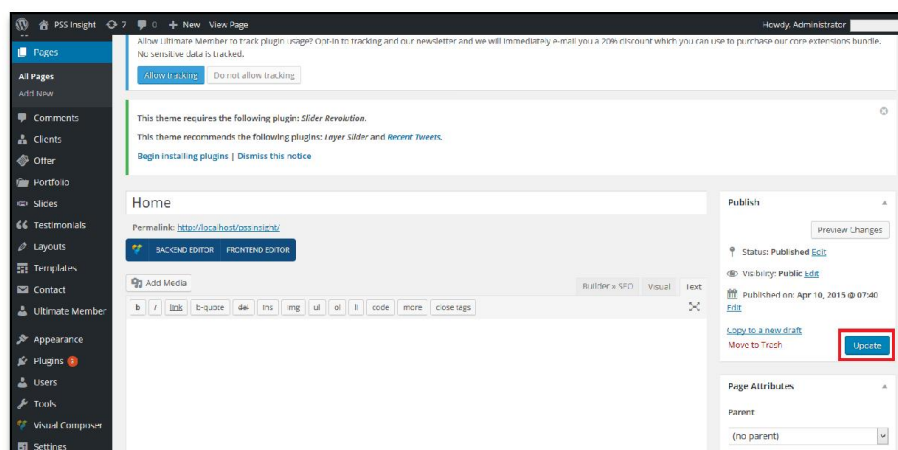 PSS Insight 7 0 + New View Page Howdy, Administrator
Pages
All Pages
Add New
Comments
Clients
Offer
Portfolio
Slides
Testimonials
Layouts
Templates
Contact
Ultimate Member
Appearance
Plugins
Users
Tools
Visual Composer
Settings
Allow Ultimate Member to track plugin usage? Opt-in to tracking and our newsletter and we will immediately e-mail you a 20% discount which you can use to purchase our core extensions bundle.
No sensitive data is tracked.
Allow tracking Do not allow tracking
This theme requires the following plugin: Slider Revolution.
This theme recommends the following plugins: Layer Slider and Recent Tweets.
Begin installing plugins | Dismiss this notice
Home
Permalink: http://localhost/pssinsight/
BACKEND EDITOR FRONTEND EDITOR
Add Media
Builder x SEO Visual Text
b i link b-quote del ins img ul ol li code more close tags
Publish
Preview Changes
Status: Published Edit
Visibility: Public Edit
Published on: Apr 10, 2015 @ 07:40
Edit
Copy to a new draft
Move to Trash Update
Page Attributes
Parent
(no parent)